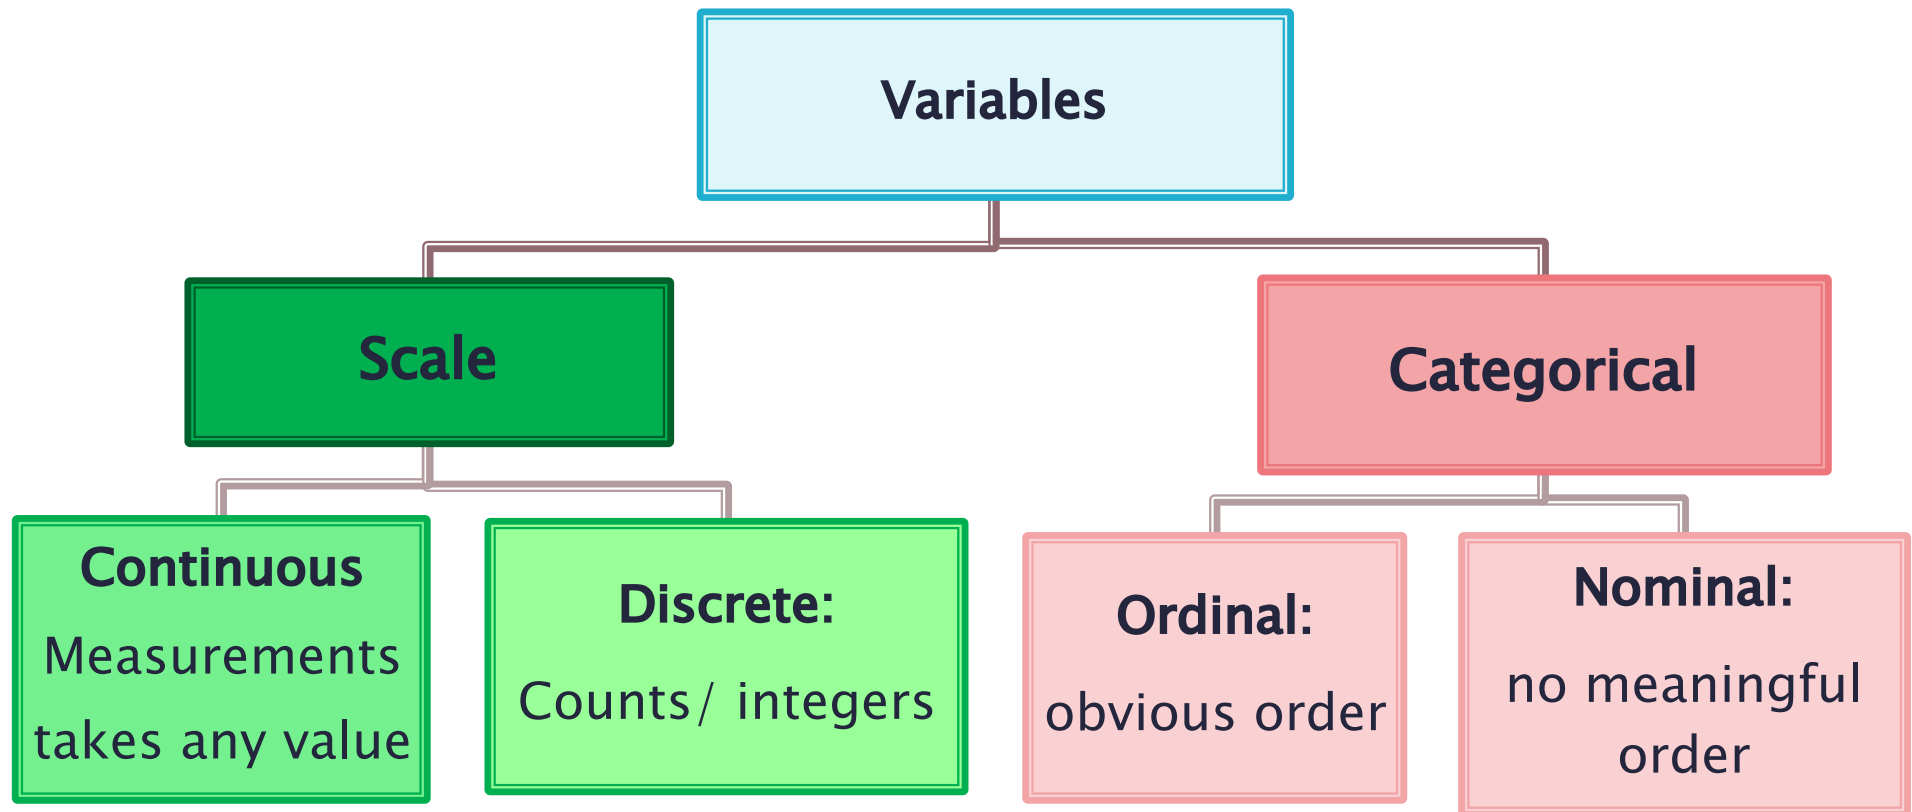 Variables
Scale
Categorical
Continuous
Measurements
takes any value
Discrete:
Counts/ integers
Ordinal:
obvious order
Nominal:
no meaningful
order